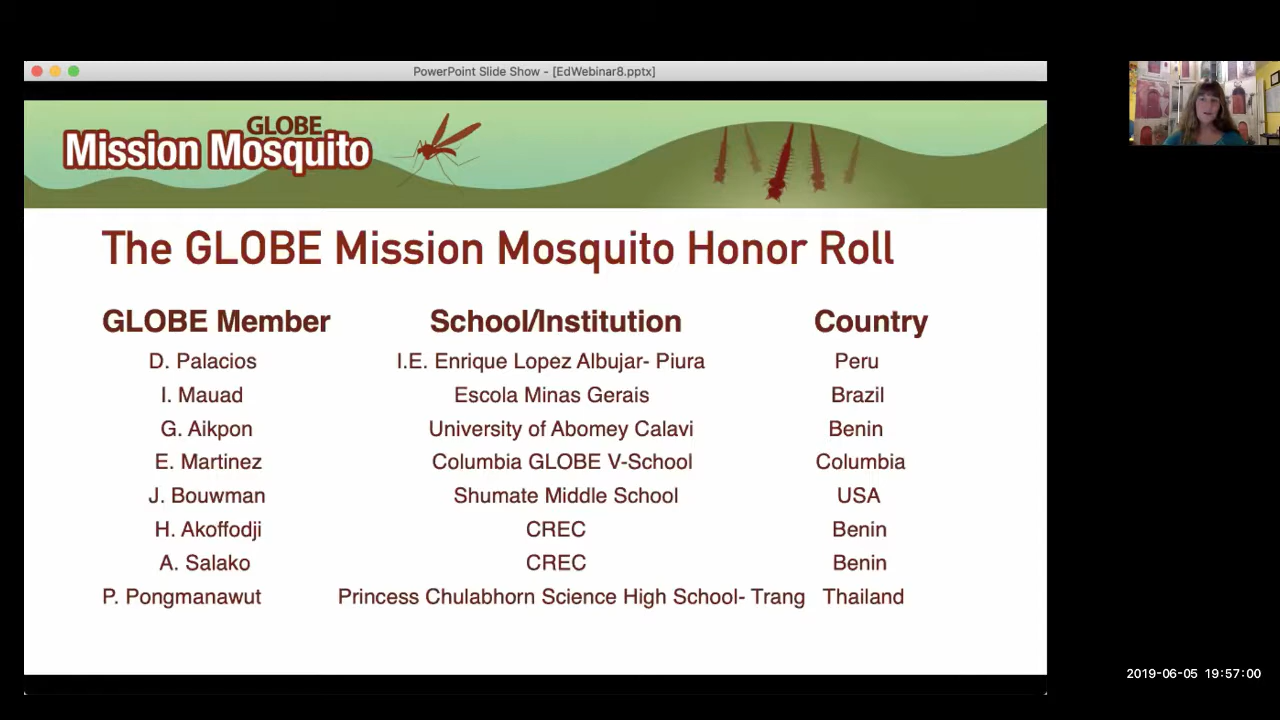 PowerPoint Slide Show - [EdWebinar8.pptx]
GLOBE
Mission Mosquito
The GLOBE Mission Mosquito Honor Roll
GLOBE Member School/Institution Country
D. Palacios I.E. Enrique Lopez Albujar- Piura Peru
I. Mauad Escola Minas Gerais Brazil
G. Aikpon University of Abomey Calavi Benin
E. Martinez Columbia GLOBE V-School Columbia
J. Bouwman Shumate Middle School USA
H. Akoffodji CREC Benin
A. Salako CREC Benin
P. Pongmanawut Princess Chulabhorn Science High School- Trang Thailand
2019-06-05 19:57:00